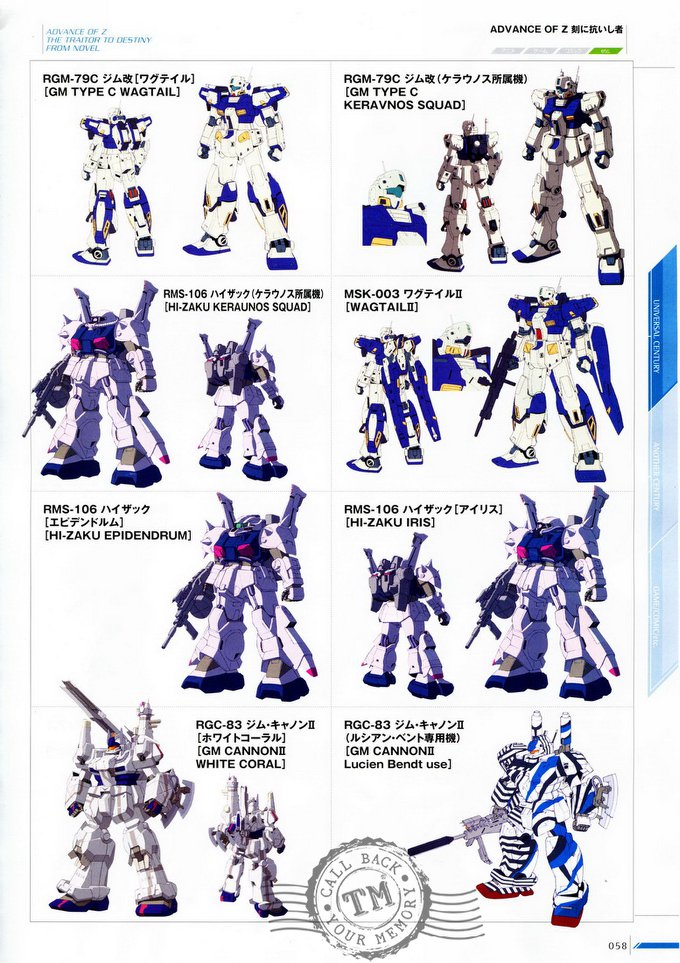 ADVANCE OF Z
THE TRAITOR TO DESTINY
FROM NOVEL
ADVANCE OF Z 刻に抗いし者
RGM-79C ジム改[ワグテイル]
[GM TYPE C WAGTAIL]
RGM-79C ジム改(ケラウノス所属機)
[GM TYPE C
KERAVNOS SQUAD]
RMS-106 ハイザック(ケラウノス所属機)
[HI-ZAKU KERAUNOS SQUAD]
MSK-003 ワグテイルII
[WAGTAILII]
RMS-106 ハイザック
[エピデンドルム]
[HI-ZAKU EPIDENDRUM]
RMS-106 ハイザック[アイリス]
[HI-ZAKU IRIS]
RGC-83 ジム・キャノンII
[ホワイトコーラル]
[GM CANNONII
WHITE CORAL]
RGC-83 ジム・キャノンII
(ルシアン・ベント専用機)
[GM CANNONII
Lucien Bendt use]
UNIVERSAL CENTURY
ANOTHER CENTURY
GAME/COMIC/etc
CALL BACK
TM
YOUR MEMORY
058